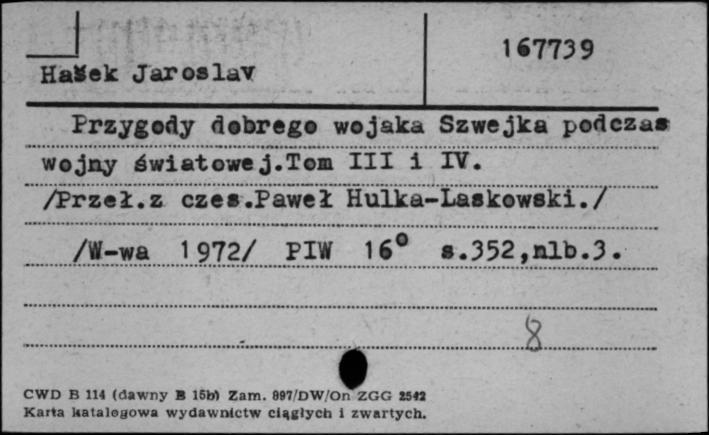 167739
Hašek Jaroslav
Przygody dobrego wojaka Szwejka podczas
wojny światowej.Tom III i IV.
/Przeł.z czes.Paweł Hulka-Laskowski./
/W-wa 1972/ PIW 16° s.352,nlb.3.
8
CWD B 114 (dawny B 15b) Zam. 897/DW/On ZGG 2542
Karta katalogowa wydawnictw ciągłych i zwartych.